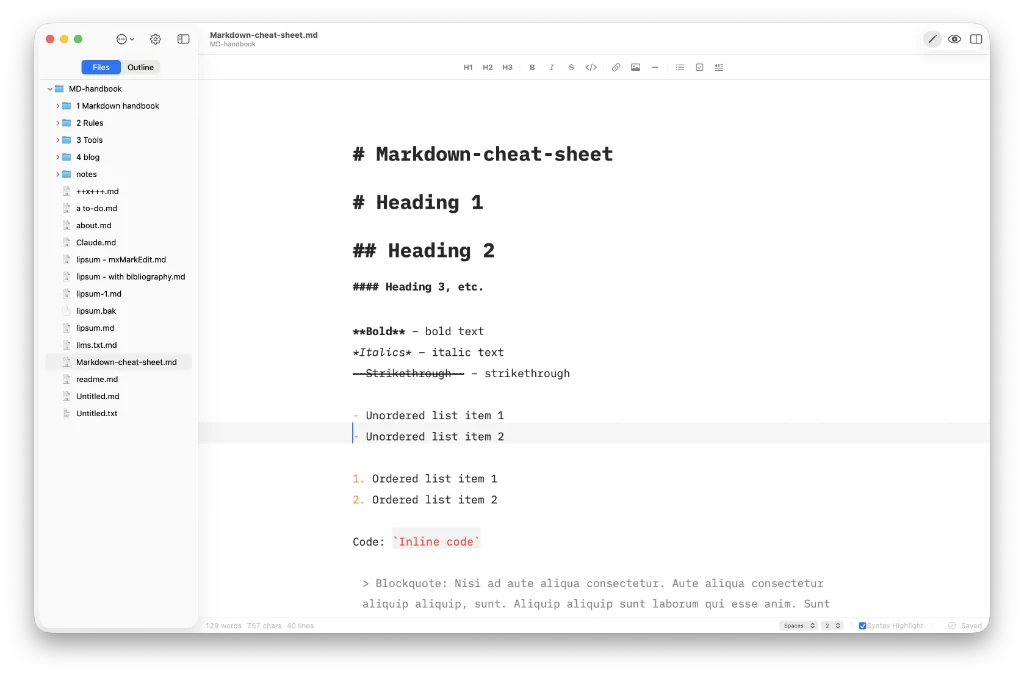 Markdown-cheat-sheet.md
MD-handbook
Files Outline
H1 H2 H3 B I S </>
MD-handbook
1 Markdown handbook
2 Rules
3 Tools
4 blog
notes
++x+++.md
a to-do.md
about.md
Claude.md
lipsum - mxMarkEdit.md
lipsum - with bibliography.md
lipsum-1.md
lipsum.bak
lipsum.md
llms.txt.md
Markdown-cheat-sheet.md
readme.md
Untitled.md
Untitled.txt
# Markdown-cheat-sheet
# Heading 1
## Heading 2
#### Heading 3, etc.
**Bold** – bold text
*Italics* – italic text
~~Strikethrough~~ – strikethrough
- Unordered list item 1
- Unordered list item 2
1. Ordered list item 1
2. Ordered list item 2
Code: `Inline code`
> Blockquote: Nisi ad aute aliqua consectetur. Aute aliqua consectetur
aliquip aliquip, sunt. Aliquip aliquip sunt laborum qui esse anim. Sunt
129 words 757 chars 40 lines
Spaces 2 Syntax Highlight Saved